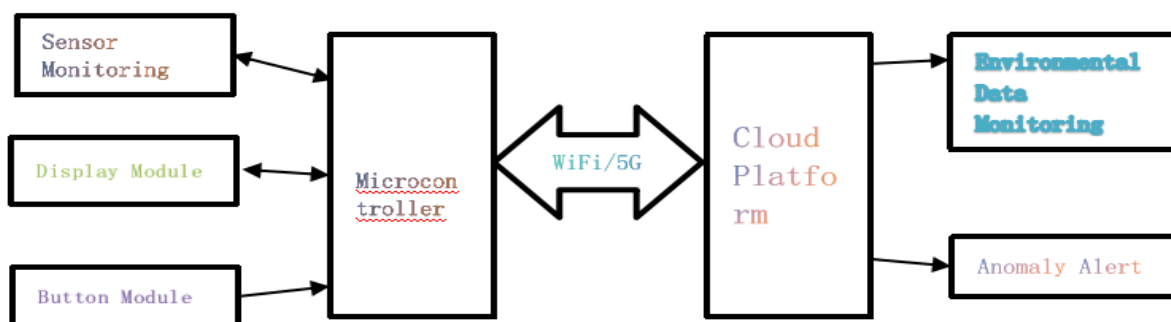 Sensor
Monitoring
Display Module
Button Module
Microcon
troller
WiFi/5G
Cloud
Platfo
rm
Environmental
Data
Monitoring
Anomaly Alert